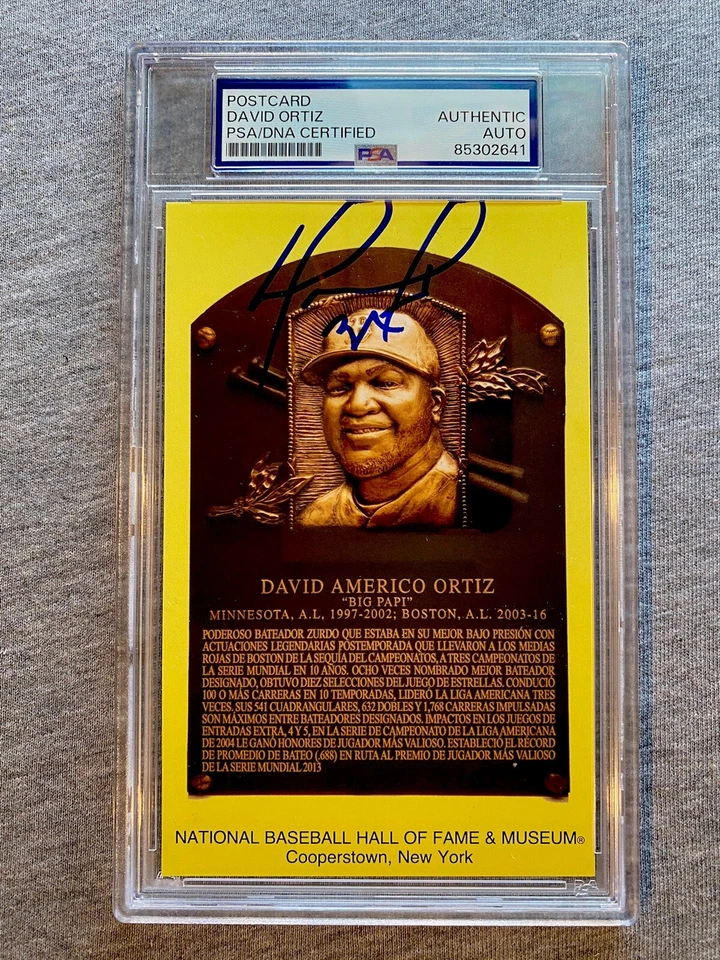 POSTCARD
DAVID ORTIZ AUTHENTIC
PSA/DNA CERTIFIED AUTO
PSA 85302641
34
DAVID AMERICO ORTIZ
"BIG PAPI"
MINNESOTA, A.L, 1997-2002; BOSTON, A.L. 2003-16
PODEROSO BATEADOR ZURDO QUE ESTABA EN SU MEJOR BAJO PRESIÓN CON
ACTUACIONES LEGENDARIAS POSTEMPORADA QUE LLEVARON A LOS MEDIAS
ROJAS DE BOSTON DE LA SEQUÍA DEL CAMPEONATOS, A TRES CAMPEONATOS DE
LA SERIE MUNDIAL EN 10 AÑOS. OCHO VECES NOMBRADO MEJOR BATEADOR
DESIGNADO, OBTUVO DIEZ SELECCIONES DEL JUEGO DE ESTRELLAS. CONDUCIÓ
100 O MÁS CARRERAS EN 10 TEMPORADAS, LIDERÓ LA LIGA AMERICANA TRES
VECES. SUS 541 CUADRANGULARES, 632 DOBLES Y 1,768 CARRERAS IMPULSADAS
SON MÁXIMOS ENTRE BATEADORES DESIGNADOS. IMPACTOS EN LOS JUEGOS DE
ENTRADAS EXTRA, 4 Y 5, EN LA SERIE DE CAMPEONATO DE LA LIGA AMERICANA
DE 2004 LE GANÓ HONORES DE JUGADOR MÁS VALIOSO. ESTABLECIÓ EL RÉCORD
DE PROMEDIO DE BATEO (.688) EN RUTA AL PREMIO DE JUGADOR MÁS VALIOSO
DE LA SERIE MUNDIAL 2013
NATIONAL BASEBALL HALL OF FAME & MUSEUM®
Cooperstown, New York